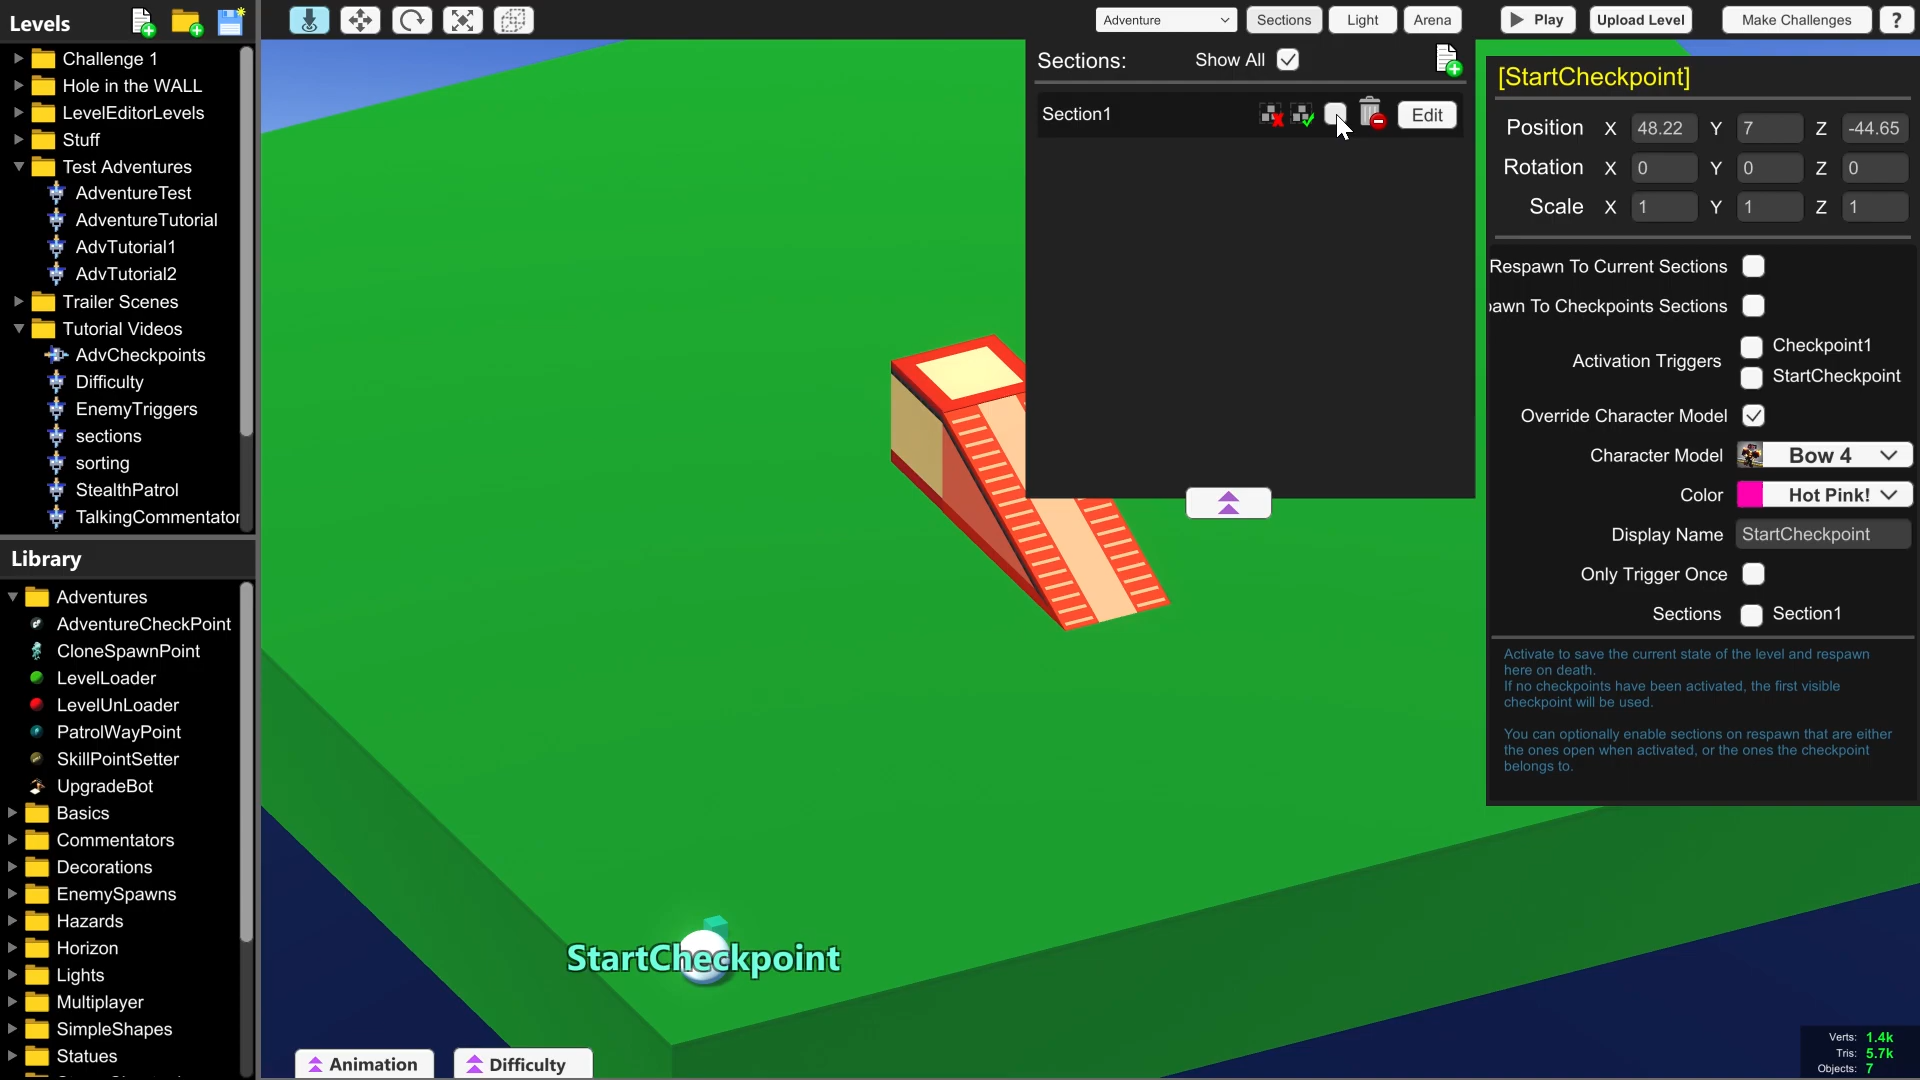 Levels
Challenge 1
Hole in the WALL
LevelEditorLevels
Stuff
Test Adventures
AdventureTest
AdventureTutorial
AdvTutorial1
AdvTutorial2
Trailer Scenes
Tutorial Videos
AdvCheckpoints
Difficulty
EnemyTriggers
sections
sorting
StealthPatrol
TalkingCommentator
Library
Adventures
AdventureCheckPoint
CloneSpawnPoint
LevelLoader
LevelUnLoader
PatrolWayPoint
SkillPointSetter
UpgradeBot
Basics
Commentators
Decorations
EnemySpawns
Hazards
Horizon
Lights
Multiplayer
SimpleShapes
Statues
Adventure
Sections
Light
Arena
Play
Upload Level
Make Challenges
?
Sections:
Show All
Section1
Edit
StartCheckpoint
Animation
Difficulty
[StartCheckpoint]
Position X 48.22 Y 7 Z -44.65
Rotation X 0 Y 0 Z 0
Scale X 1 Y 1 Z 1
Respawn To Current Sections
awn To Checkpoints Sections
Activation Triggers
Checkpoint1
StartCheckpoint
Override Character Model
Character Model Bow 4
Color Hot Pink!
Display Name StartCheckpoint
Only Trigger Once
Sections Section1
Activate to save the current state of the level and respawn
here on death.
If no checkpoints have been activated, the first visible
checkpoint will be used.
You can optionally enable sections on respawn that are either
the ones open when activated, or the ones the checkpoint
belongs to.
Verts: 1.4k
Tris: 5.7k
Objects: 7